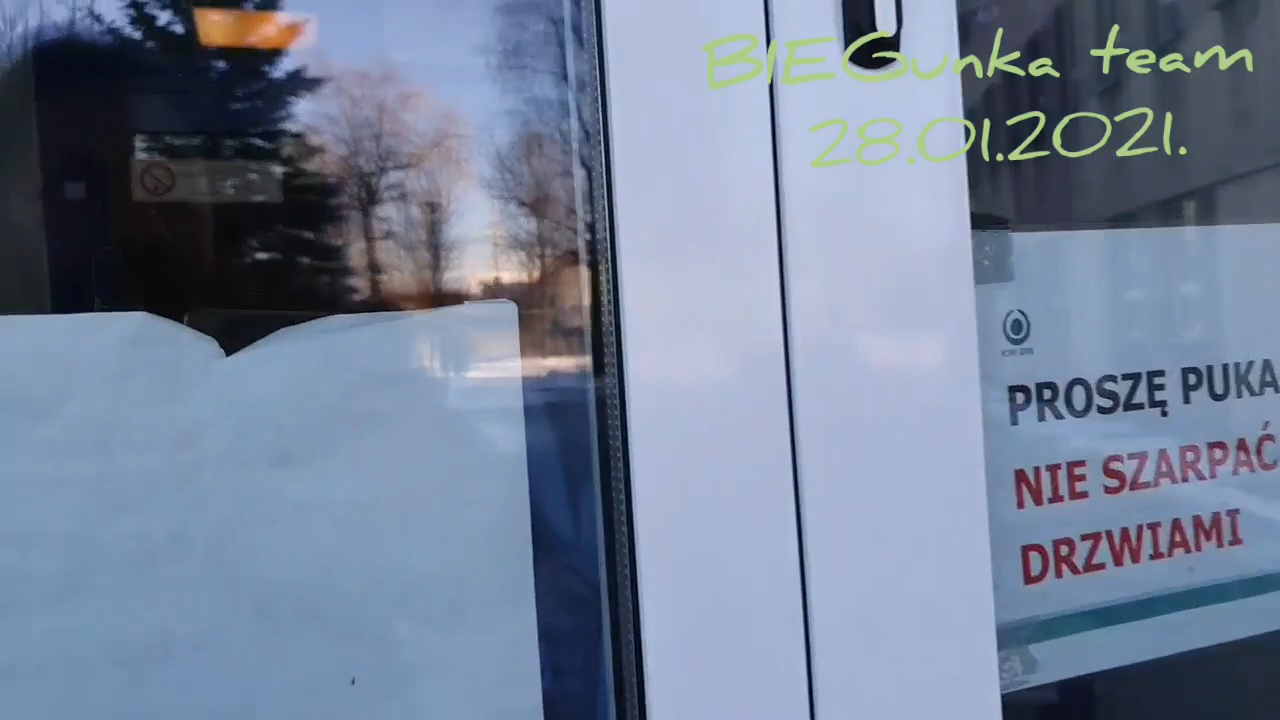 BIEGunka team
28.01.2021.
PROSZĘ PUKA
NIE SZARPAĆ
DRZWIAMI